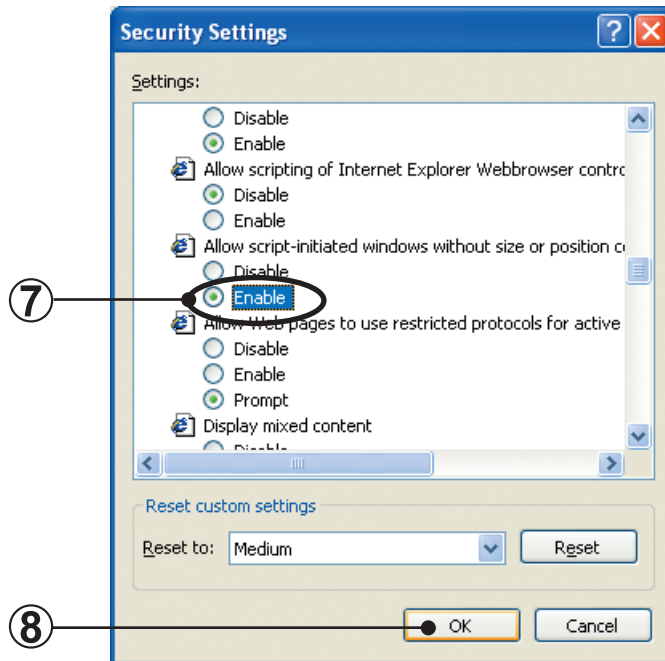 Security Settings
Settings:
Disable
Enable
Allow scripting of Internet Explorer Webbrowser contro
Disable
Enable
Allow script-initiated windows without size or position co
Disable
7 Enable
Allow Web pages to use restricted protocols for active
Disable
Enable
Prompt
Display mixed content
Disable
Reset custom settings
Reset to: Medium Reset
8 OK Cancel